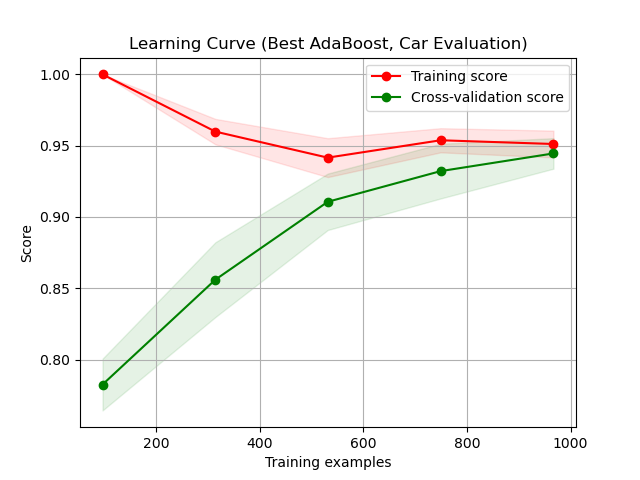 Learning Curve (Best AdaBoost, Car Evaluation)
Training score
Cross-validation score
1.00
0.95
0.90
0.85
0.80
Score
200 400 600 800 1000
Training examples